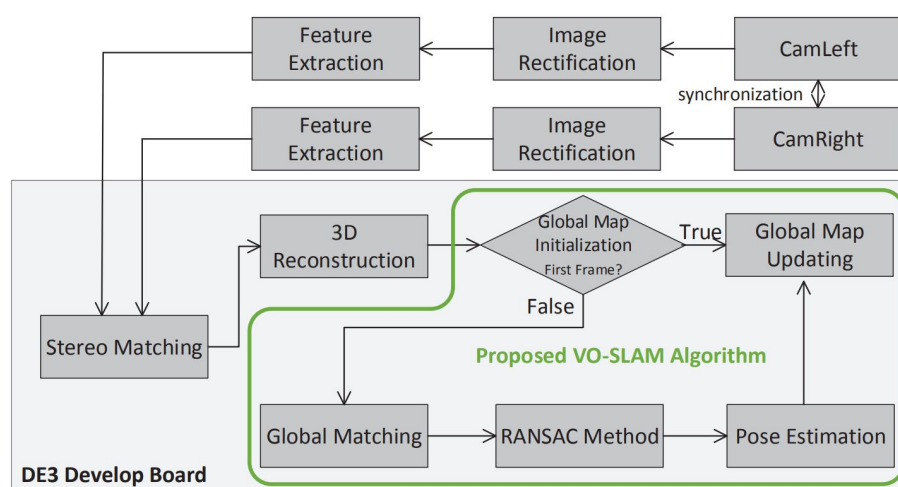 Feature
Extraction
Image
Rectification
CamLeft
synchronization
Feature
Extraction
Image
Rectification
CamRight
3D
Reconstruction
Global Map
Initialization
First Frame?
True
Global Map
Updating
False
Stereo Matching
Proposed VO-SLAM Algorithm
Global Matching
RANSAC Method
Pose Estimation
DE3 Develop Board